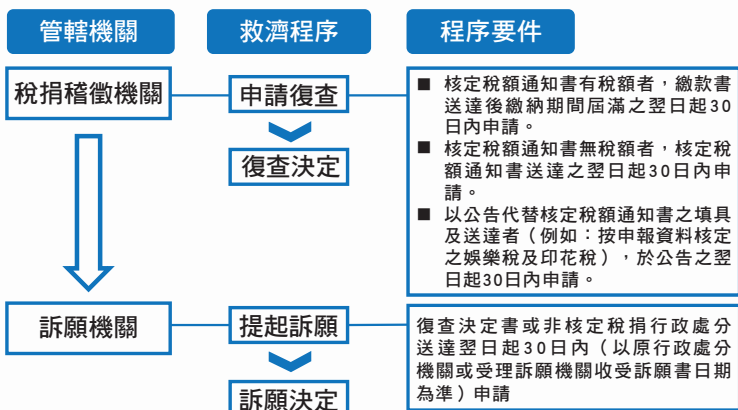 管轄機關
救濟程序
程序要件
稅捐稽徵機關
申請復查
復查決定
■ 核定稅額通知書有稅額者，繳款書
送達後繳納期間屆滿之翌日起30
日內申請。
■ 核定稅額通知書無稅額者，核定稅
額通知書送達之翌日起30日內申
請。
■ 以公告代替核定稅額通知書之填具
及送達者（例如：按申報資料核定
之娛樂稅及印花稅），於公告之翌
日起30日內申請。
訴願機關
提起訴願
訴願決定
復查決定書或非核定稅捐行政處分
送達翌日起30日內（以原行政處分
機關或受理訴願機關收受訴願書日期
為準）申請